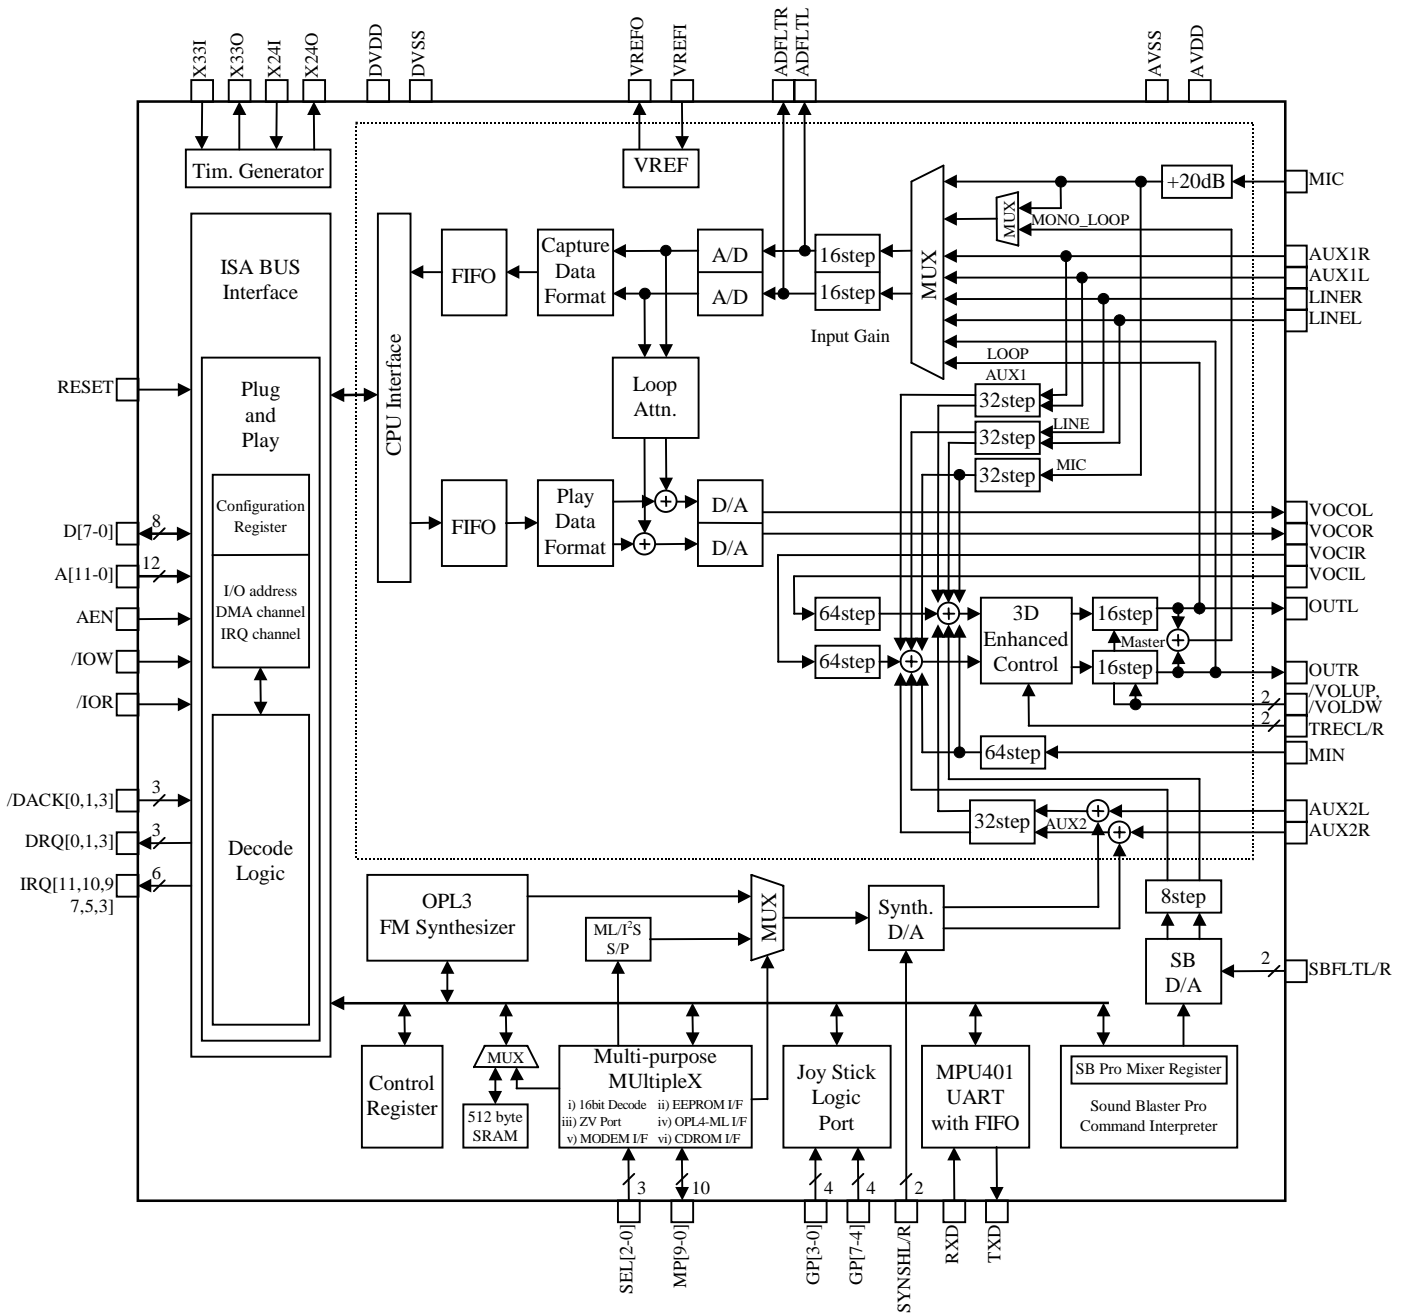 X33I
X33O
X24I
X24O
DVDD
DVSS
VREFO
VREFI
ADFLTR
ADFLTL
AVSS
AVDD
Tim. Generator
VREF
+20dB
MIC
MUX
MONO_LOOP
ISA BUS
Interface
CPU Interface
FIFO
Capture
Data
Format
A/D
A/D
16step
16step
Input Gain
MUX
AUX1R
AUX1L
LINER
LINEL
LOOP
RESET
Plug
and
Play
Loop
Attn.
AUX1
32step
LINE
32step
MIC
32step
Configuration
Register
FIFO
Play
Data
Format
D/A
D/A
VOCOL
VOCOR
VOCIR
VOCIL
D[7-0]
8
A[11-0]
12
AEN
/IOW
/IOR
I/O address
DMA channel
IRQ channel
64step
64step
3D
Enhanced
Control
16step
Master
16step
OUTL
OUTR
2
/VOLUP,
/VOLDW
2
TRECL/R
64step
MIN
/DACK[0,1,3]
3
DRQ[0,1,3]
3
IRQ[11,10,9
7,5,3]
6
Decode
Logic
32step
AUX2
AUX2L
AUX2R
OPL3
FM Synthesizer
ML/I²S
S/P
MUX
Synth.
D/A
8step
SB
D/A
2
SBFLTL/R
Control
Register
MUX
512 byte
SRAM
Multi-purpose
MUltipleX
i) 16bit Decode ii) EEPROM I/F
iii) ZV Port iv) OPL4-ML I/F
v) MODEM I/F vi) CDROM I/F
Joy Stick
Logic
Port
MPU401
UART
with FIFO
SB Pro Mixer Register
Sound Blaster Pro
Command Interpreter
3
10
4
4
2
SEL[2-0]
MP[9-0]
GP[3-0]
GP[7-4]
SYNSHL/R
RXD
TXD